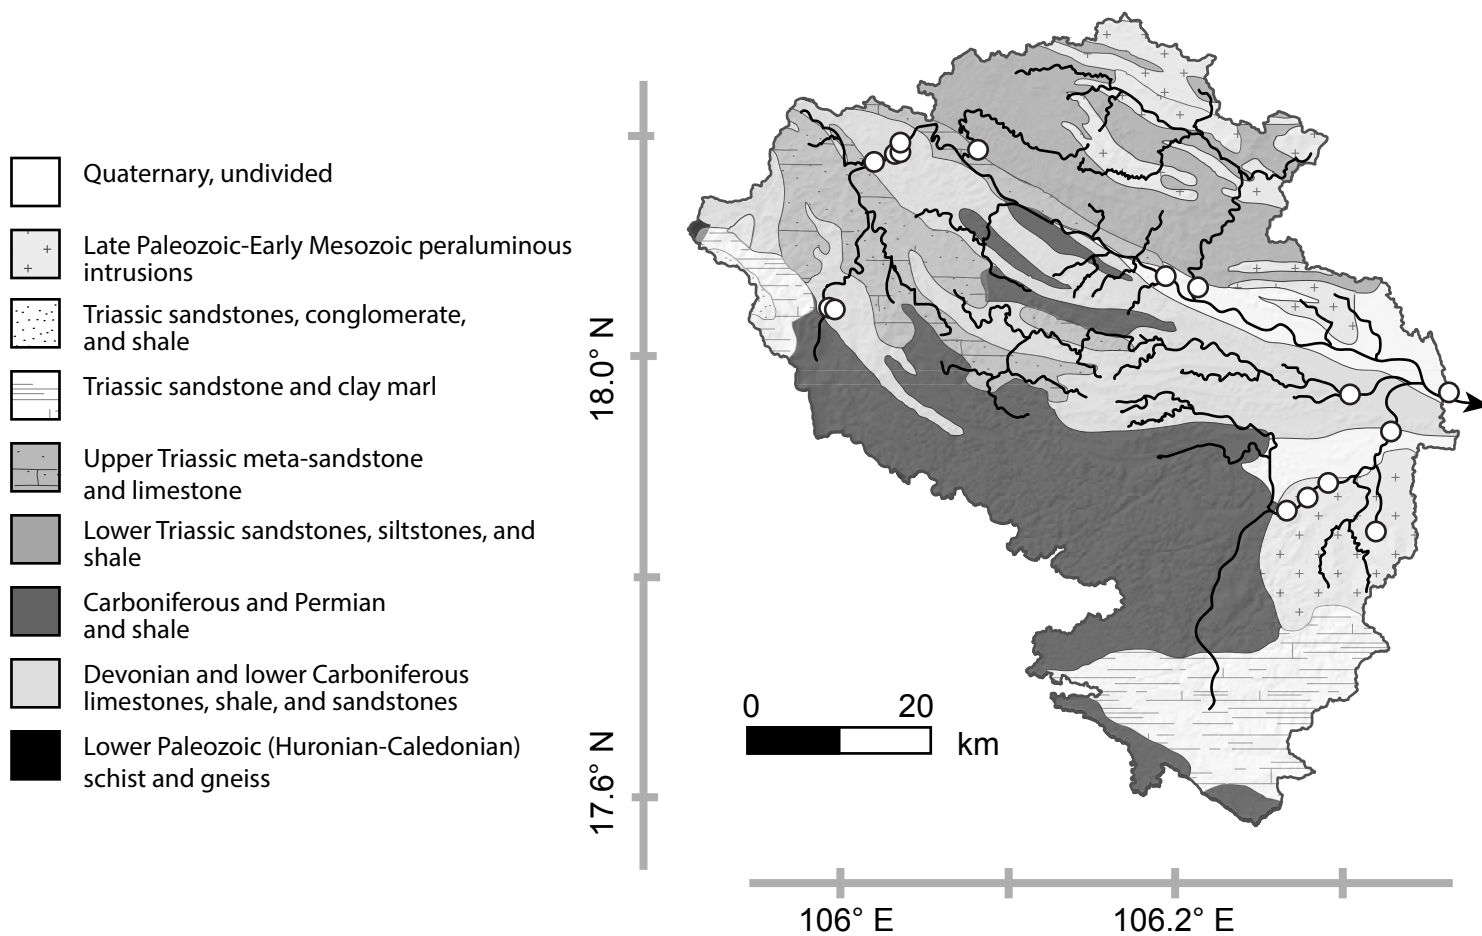 Quaternary, undivided
Late Paleozoic-Early Mesozoic peraluminous
intrusions
Triassic sandstones, conglomerate,
and shale
Triassic sandstone and clay marl
Upper Triassic meta-sandstone
and limestone
Lower Triassic sandstones, siltstones, and
shale
Carboniferous and Permian
and shale
Devonian and lower Carboniferous
limestones, shale, and sandstones
Lower Paleozoic (Huronian-Caledonian)
schist and gneiss
18.0° N
17.6° N
0 20
km
106° E
106.2° E